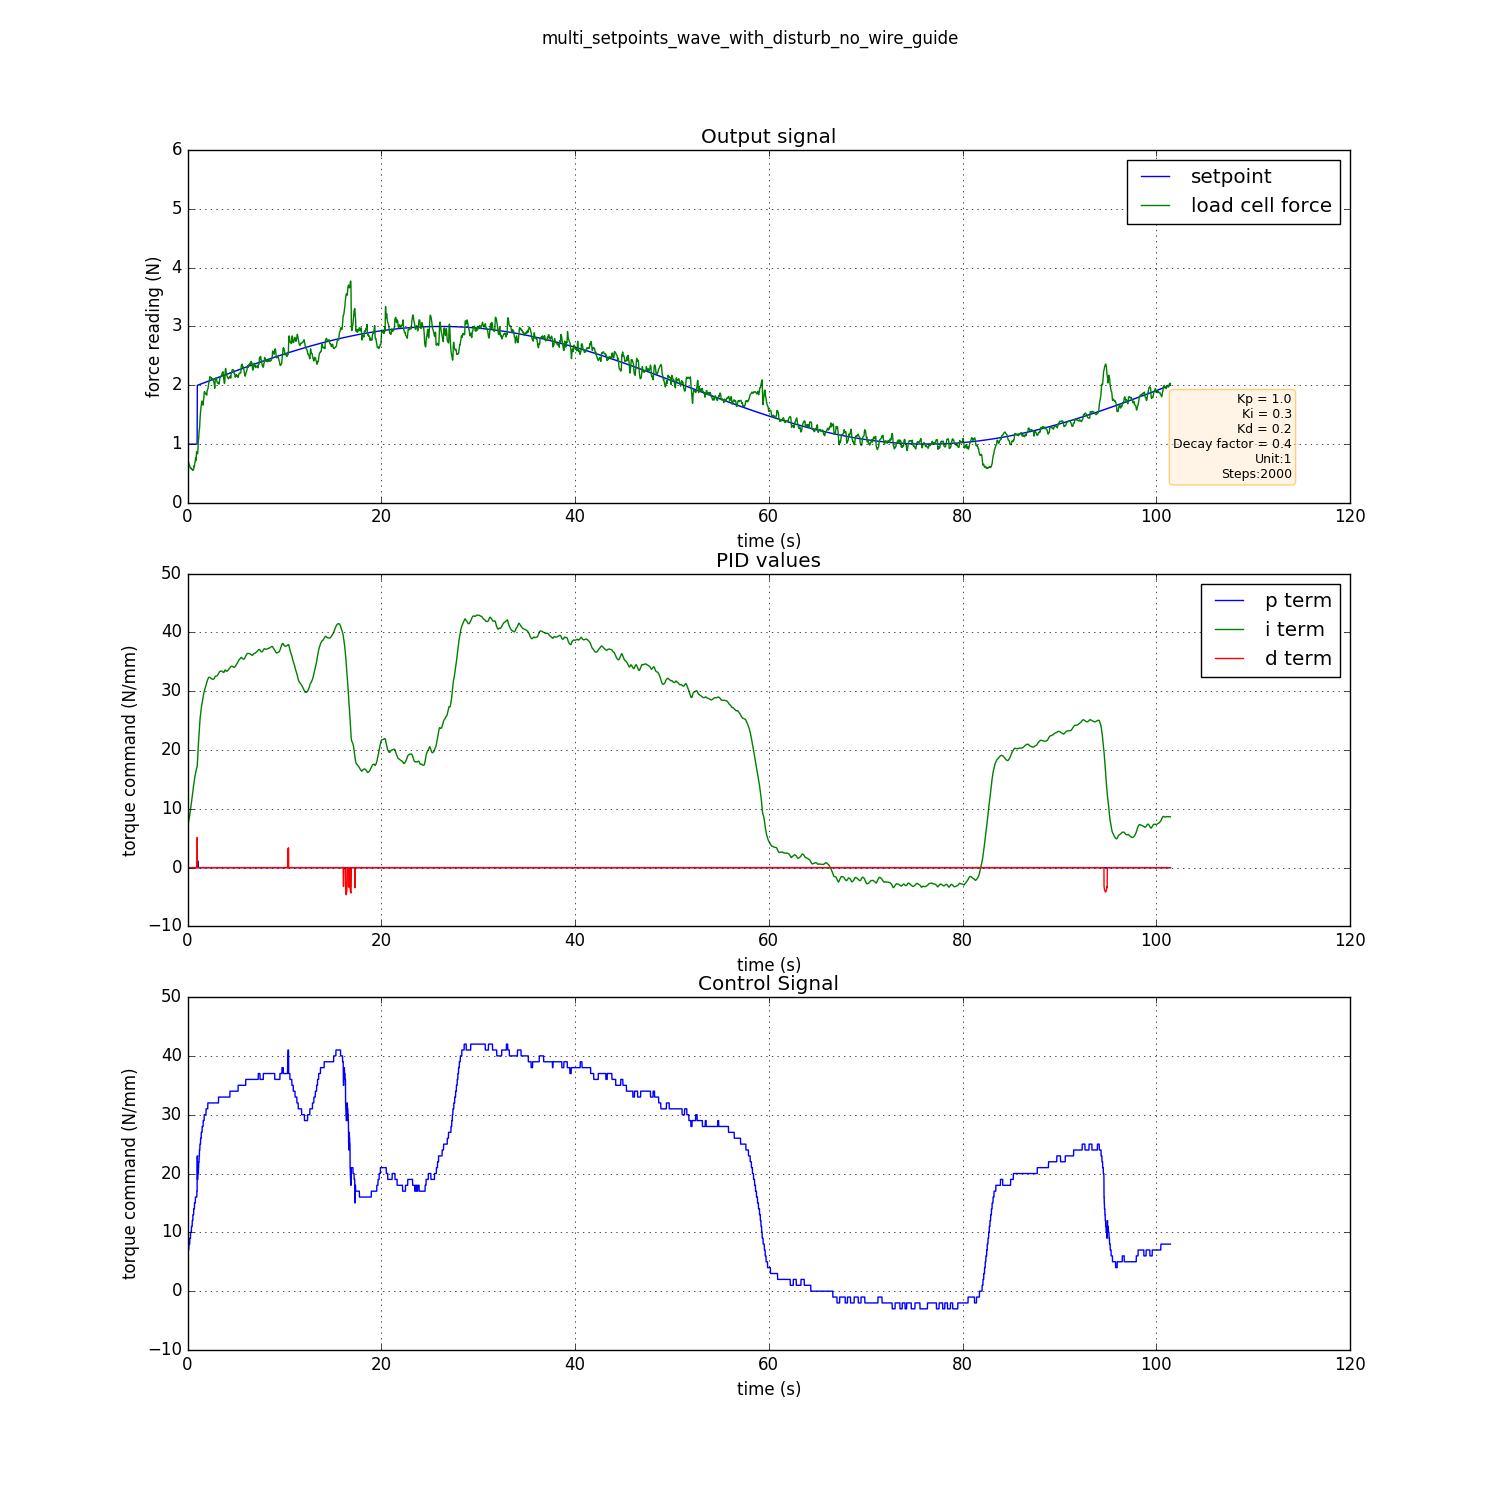 multi_setpoints_wave_with_disturb_no_wire_guide
Output signal
6
5
4
3
2
1
0
force reading (N)
setpoint
load cell force
Kp = 1.0
Ki = 0.3
Kd = 0.2
Decay factor = 0.4
Unit:1
Steps:2000
0 20 40 60 80 100 120
time (s)
PID values
50
40
30
20
10
0
−10
torque command (N/mm)
p term
i term
d term
0 20 40 60 80 100 120
time (s)
Control Signal
50
40
30
20
10
0
−10
torque command (N/mm)
0 20 40 60 80 100 120
time (s)